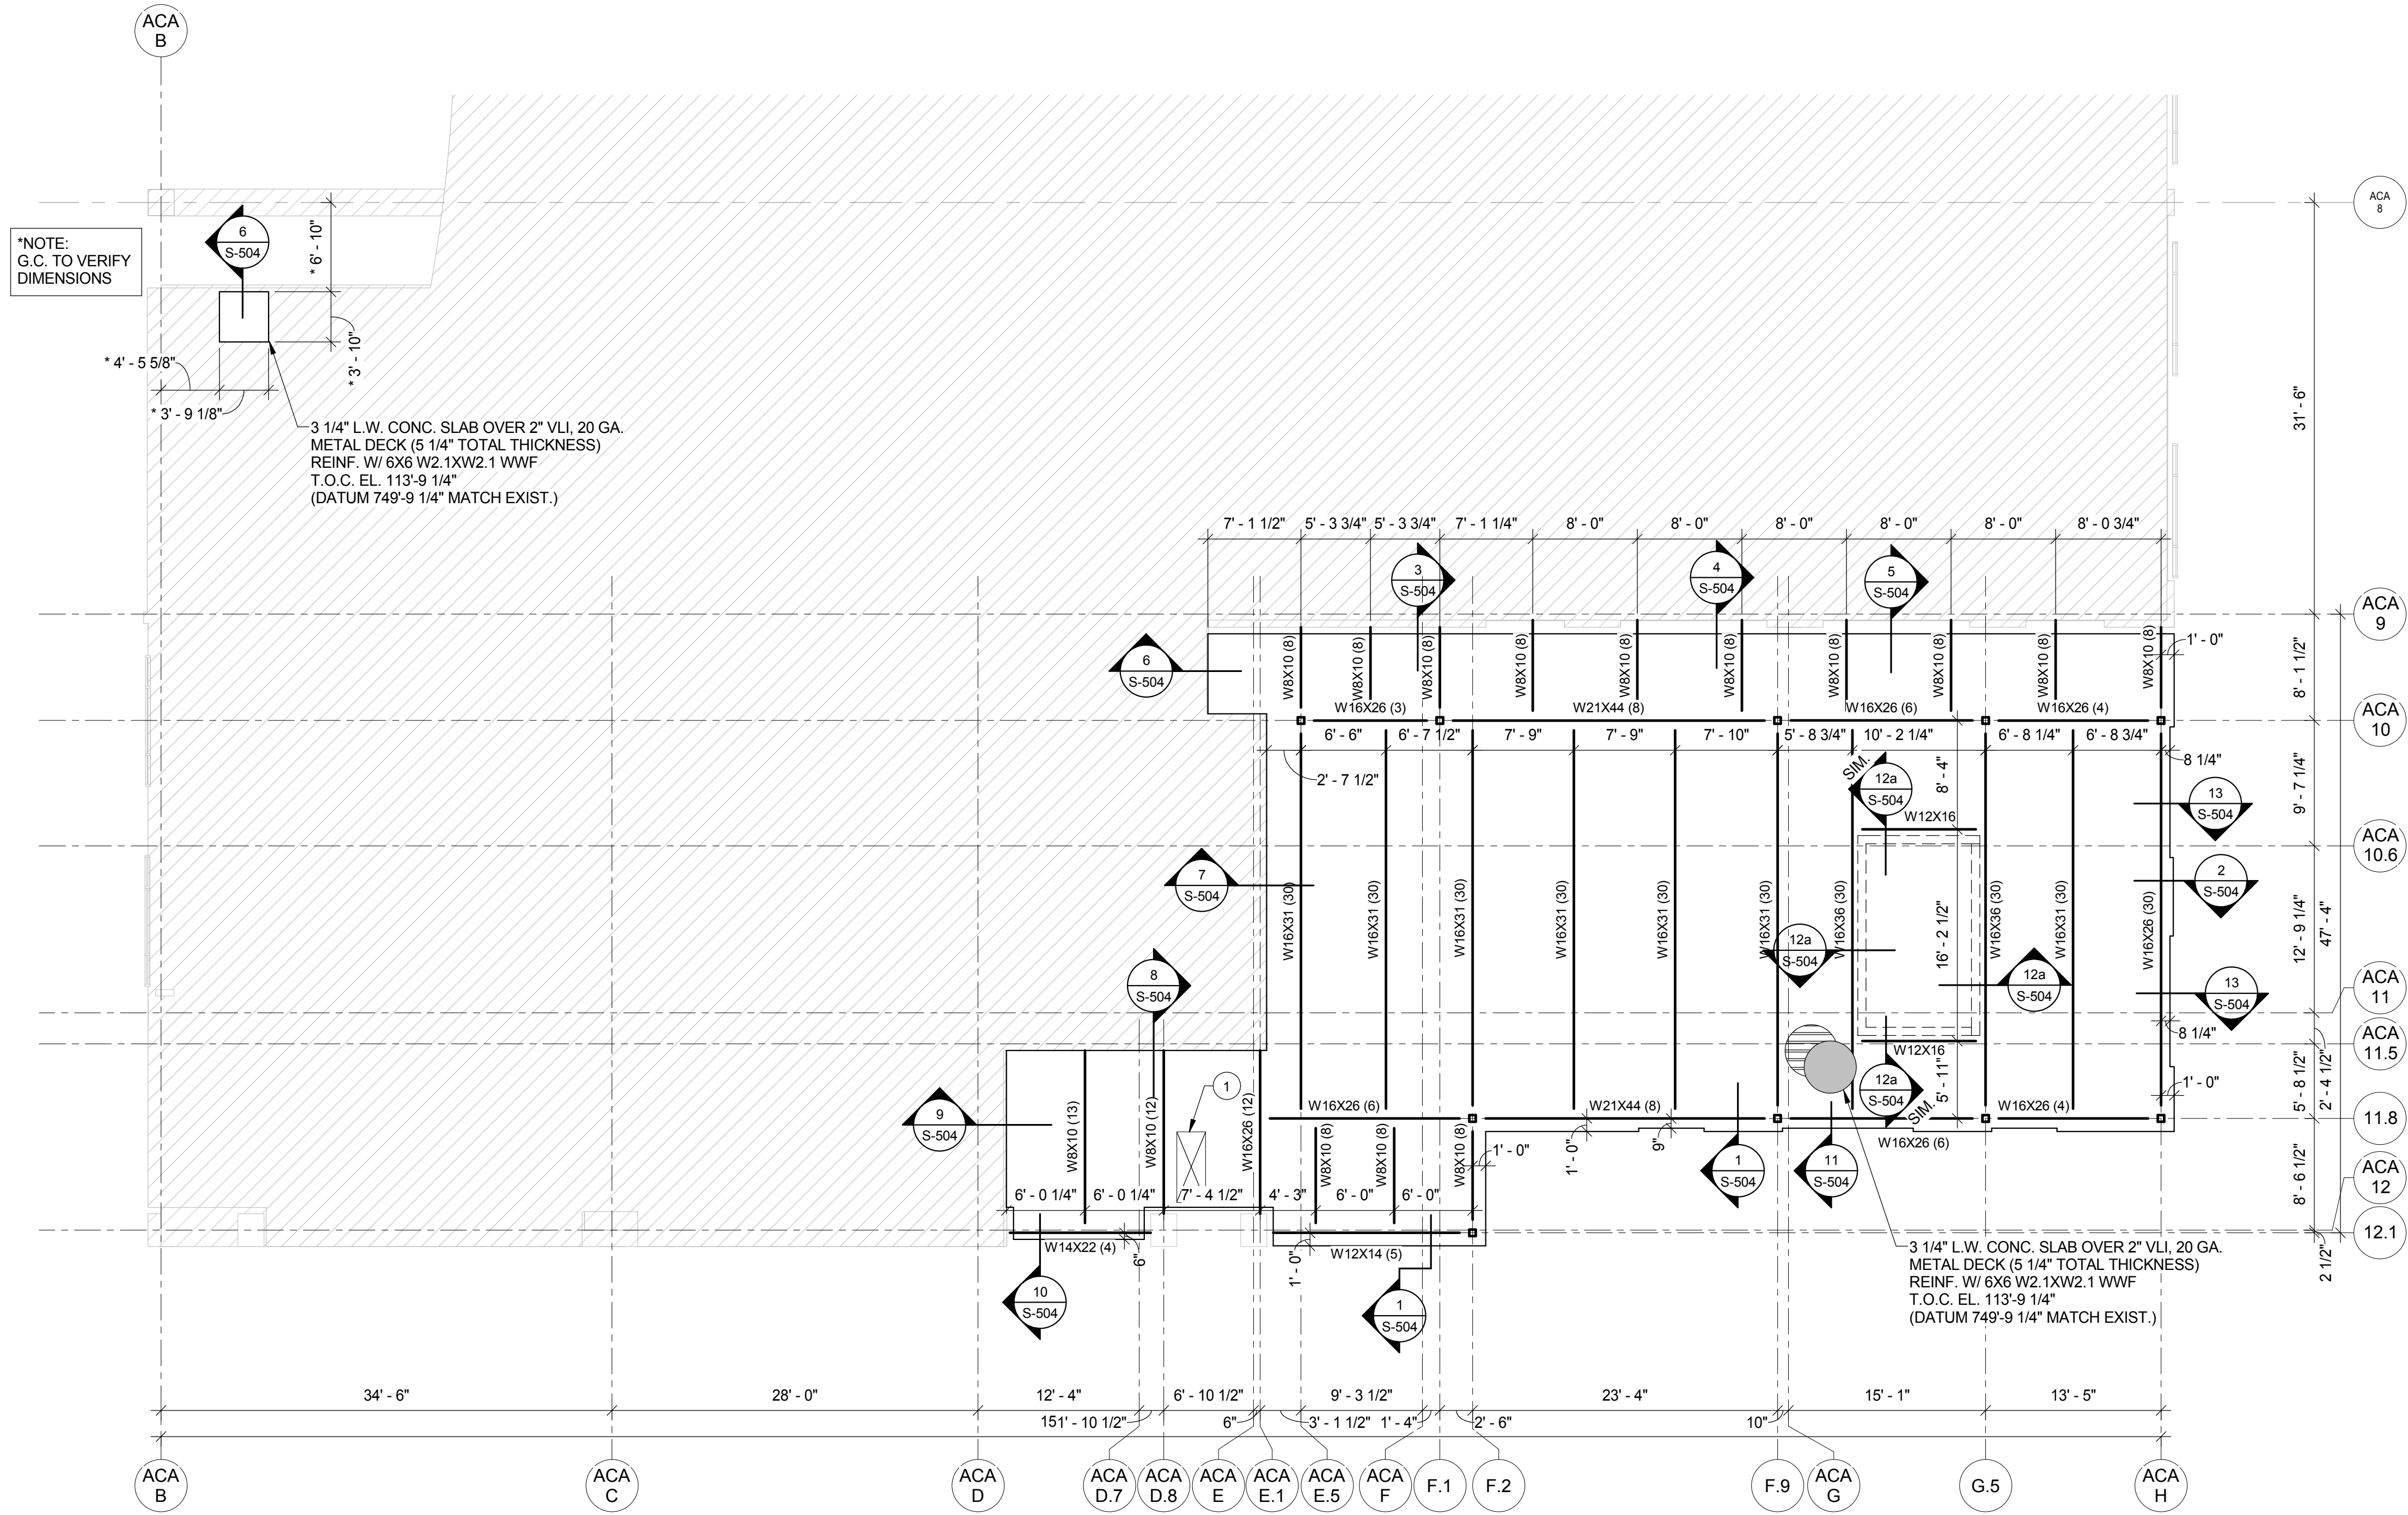 ACA
B
ACA
8
*NOTE:
G.C. TO VERIFY
DIMENSIONS
6
S-504
* 6' - 10"
* 3' - 10"
* 4' - 5 5/8"
* 3' - 9 1/8"
3 1/4" L.W. CONC. SLAB OVER 2" VLI, 20 GA.
METAL DECK (5 1/4" TOTAL THICKNESS)
REINF. W/ 6X6 W2.1XW2.1 WWF
T.O.C. EL. 113'-9 1/4"
(DATUM 749'-9 1/4" MATCH EXIST.)
31' - 6"
7' - 1 1/2"
5' - 3 3/4"
5' - 3 3/4"
7' - 1 1/4"
8' - 0"
8' - 0"
8' - 0"
8' - 0"
8' - 0"
8' - 0 3/4"
3
S-504
4
S-504
5
S-504
ACA
9
6
S-504
W8X10 (8)
W8X10 (8)
W8X10 (8)
W8X10 (8)
W8X10 (8)
W8X10 (8)
W8X10 (8)
W8X10 (8)
W8X10 (8)
W8X10 (8)
1' - 0"
8' - 1 1/2"
W16X26 (3)
W21X44 (8)
W16X26 (6)
W16X26 (4)
ACA
10
6' - 6"
6' - 7 1/2"
7' - 9"
7' - 9"
7' - 10"
5' - 8 3/4"
10' - 2 1/4"
6' - 8 1/4"
6' - 8 3/4"
2' - 7 1/2"
8 1/4"
SIM.
12a
S-504
8' - 4"
9' - 7 1/4"
13
S-504
W12X16
ACA
10.6
7
S-504
2
S-504
W16X31 (30)
W16X31 (30)
W16X31 (30)
W16X31 (30)
W16X31 (30)
W16X31 (30)
W16X36 (30)
16' - 2 1/2"
W16X36 (30)
W16X31 (30)
W16X26 (30)
12' - 9 1/4"
47' - 4"
12a
S-504
8
S-504
12a
S-504
13
S-504
ACA
11
8 1/4"
ACA
11.5
W12X16
1
12a
S-504
SIM.
5' - 11"
1' - 0"
5' - 8 1/2"
2' - 4 1/2"
9
S-504
W16X26 (6)
W21X44 (8)
W16X26 (4)
11.8
W8X10 (13)
W8X10 (12)
W16X26 (12)
W8X10 (8)
W8X10 (8)
W8X10 (8)
1' - 0"
1' - 0"
9"
W16X26 (6)
1
S-504
11
S-504
8' - 6 1/2"
ACA
12
6' - 0 1/4"
6' - 0 1/4"
7' - 4 1/2"
4' - 3"
6' - 0"
6' - 0"
12.1
W14X22 (4)
6"
1' - 0"
W12X14 (5)
2 1/2"
3 1/4" L.W. CONC. SLAB OVER 2" VLI, 20 GA.
METAL DECK (5 1/4" TOTAL THICKNESS)
REINF. W/ 6X6 W2.1XW2.1 WWF
T.O.C. EL. 113'-9 1/4"
(DATUM 749'-9 1/4" MATCH EXIST.)
10
S-504
1
S-504
34' - 6"
28' - 0"
12' - 4"
6' - 10 1/2"
9' - 3 1/2"
23' - 4"
15' - 1"
13' - 5"
151' - 10 1/2"
6"
3' - 1 1/2"
1' - 4"
2' - 6"
10"
ACA
B
ACA
C
ACA
D
ACA
D.7
ACA
D.8
ACA
E
ACA
E.1
ACA
E.5
ACA
F
F.1
F.2
F.9
ACA
G
G.5
ACA
H